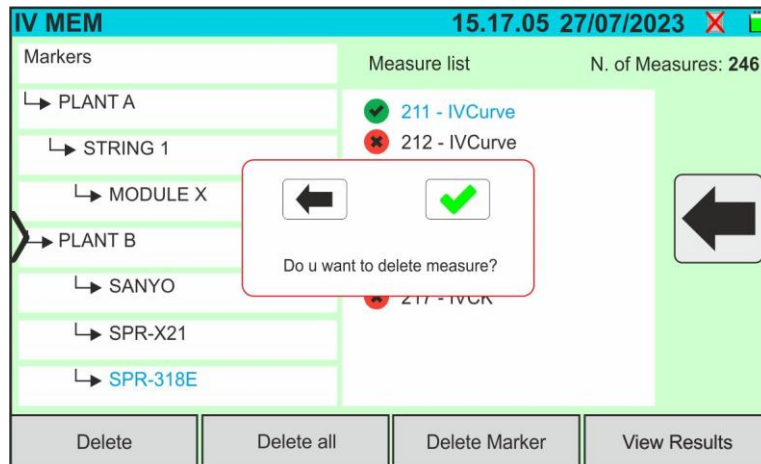 IV MEM 15.17.05 27/07/2023
Markers
Measure list N. of Measures: 246
PLANT A
211 - IVCurve
STRING 1
212 - IVCurve
MODULE X
PLANT B
Do u want to delete measure?
SANYO
217 - IVCK
SPR-X21
SPR-318E
Delete Delete all Delete Marker View Results